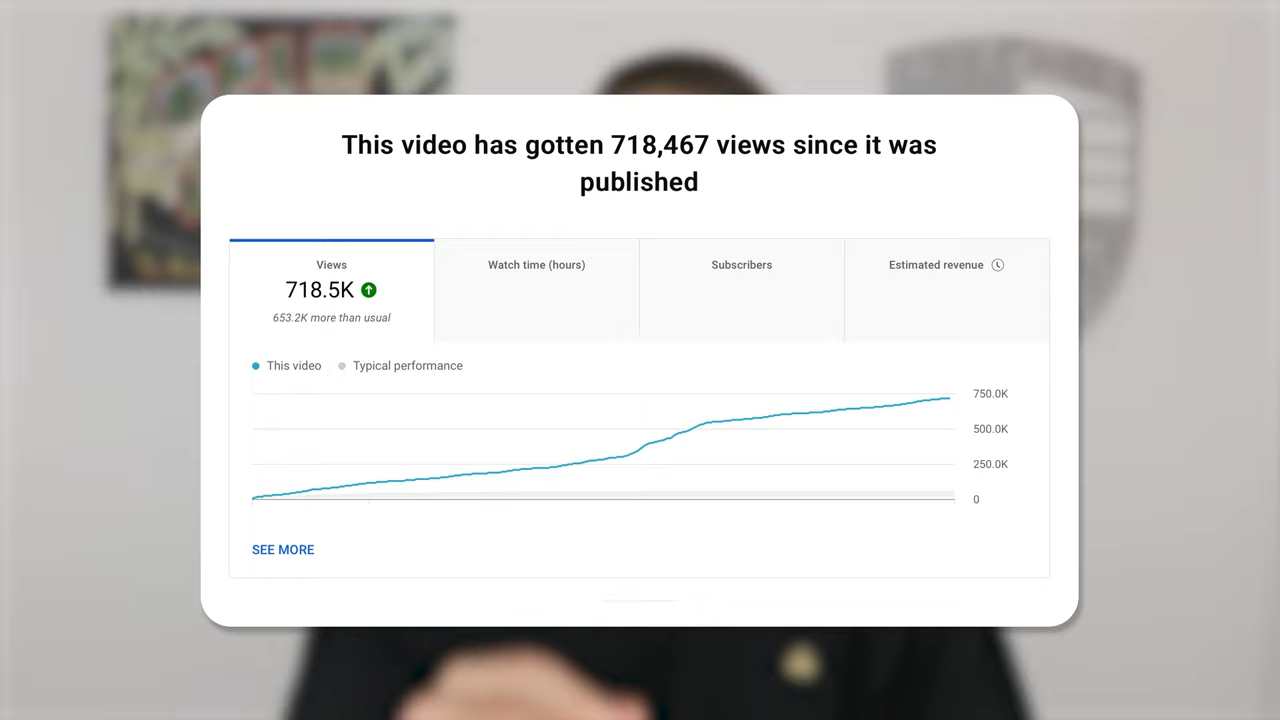 This video has gotten 718,467 views since it was
published
Views
718.5K
653.2K more than usual
Watch time (hours)
Subscribers
Estimated revenue
This video
Typical performance
750.0K
500.0K
250.0K
0
SEE MORE